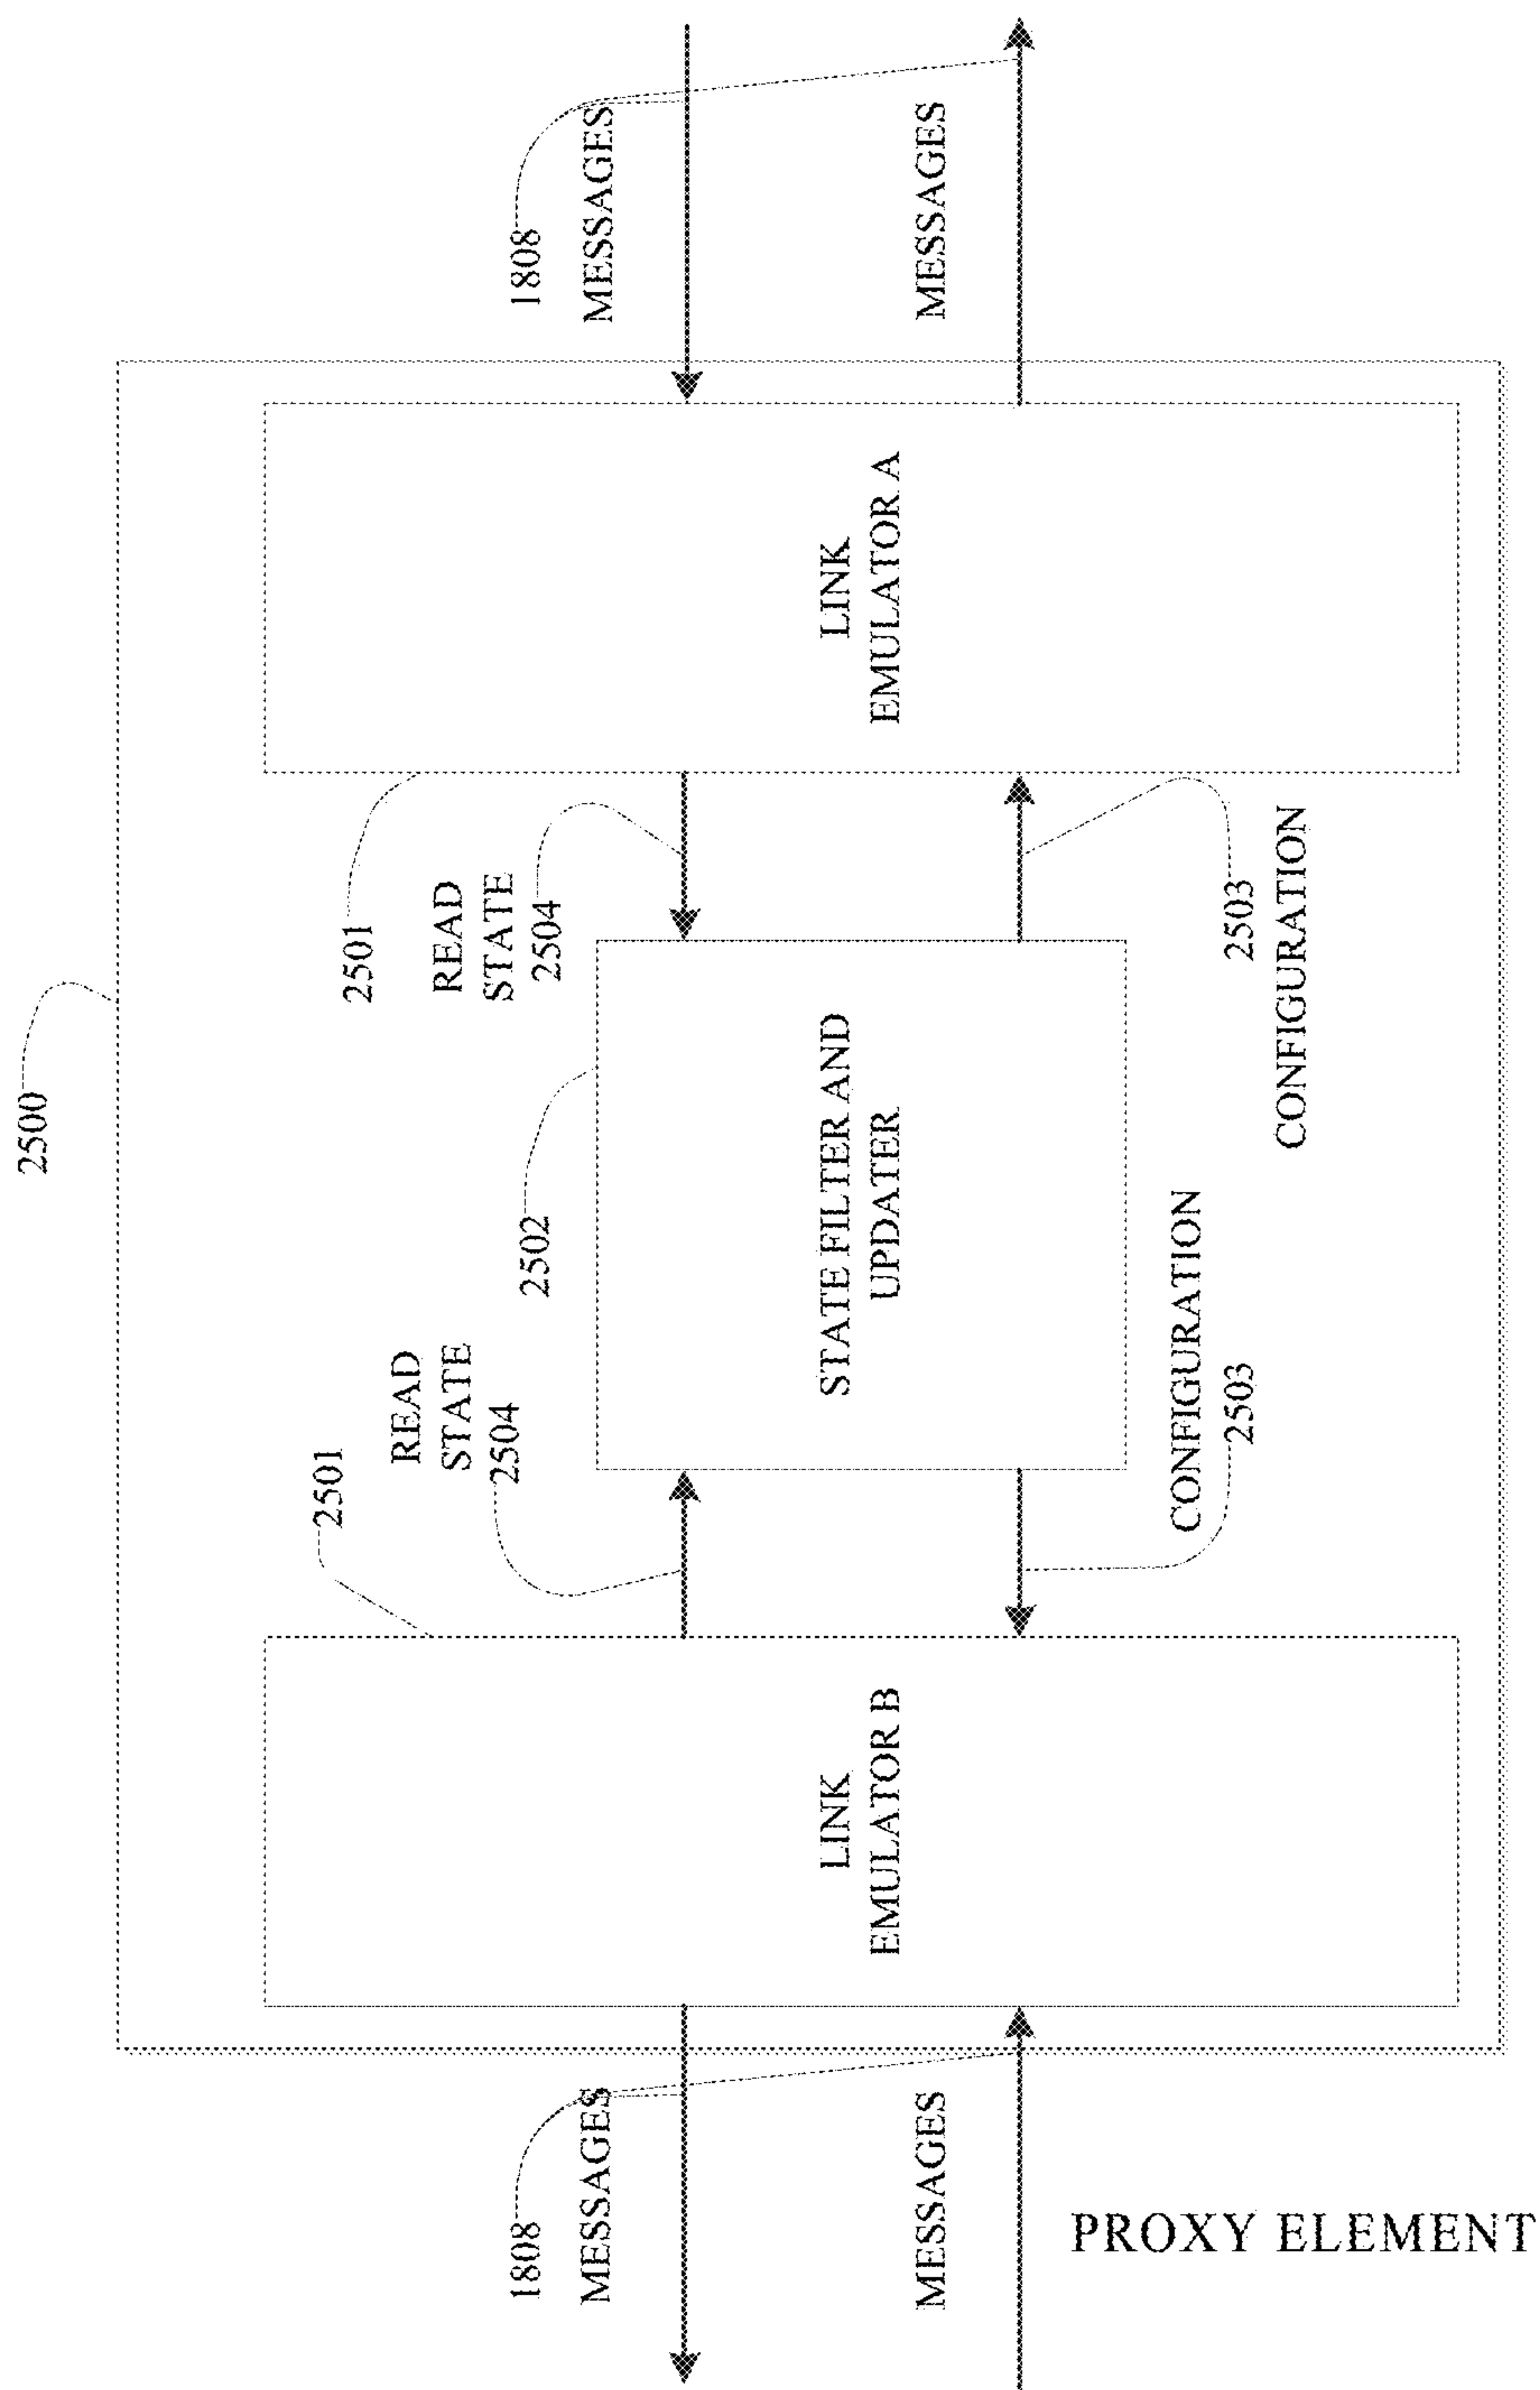 2500
1808
MESSAGES
MESSAGES
LINK
EMULATOR A
2501
READ
STATE
2504
2503
CONFIGURATION
2502
STATE FILTER AND
UPDATER
READ
STATE
2504
2501
CONFIGURATION
2503
LINK
EMULATOR B
1808
MESSAGES
MESSAGES
PROXY ELEMENT